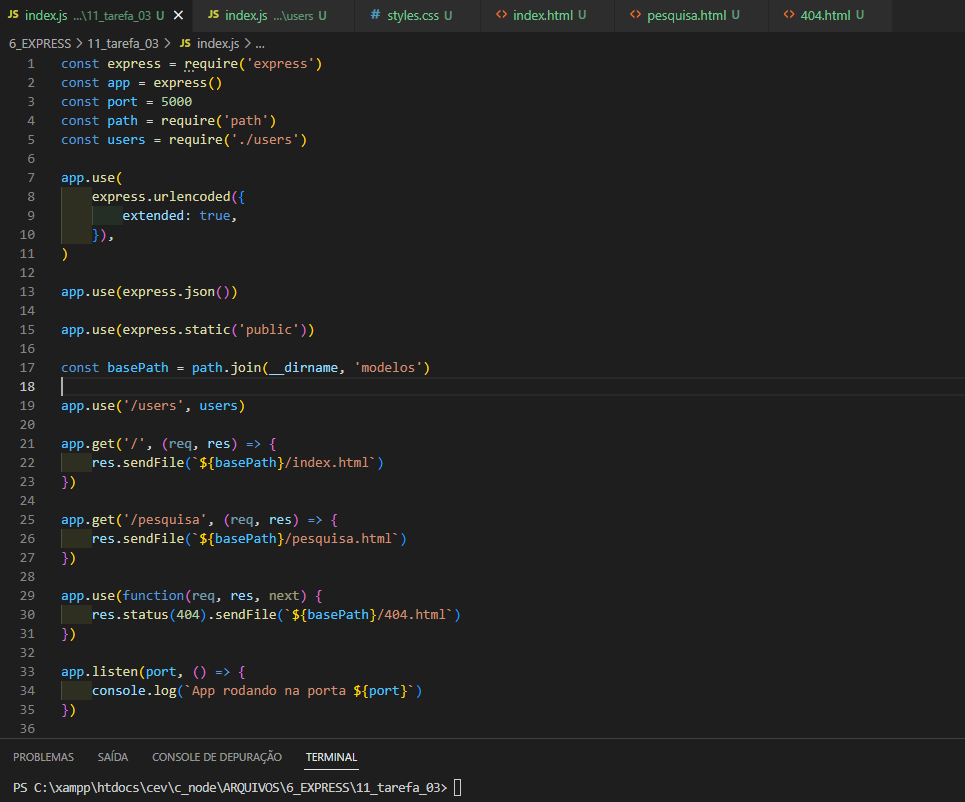 JS index.js ...\11_tarefa_03 U JS index.js ...\users U # styles.css U <> index.html U <> pesquisa.html U <> 404.html U
6_EXPRESS > 11_tarefa_03 > JS index.js > ...
1 const express = require('express')
2 const app = express()
3 const port = 5000
4 const path = require('path')
5 const users = require('./users')
6
7 app.use(
8     express.urlencoded({
9         extended: true,
10     }),
11 )
12
13 app.use(express.json())
14
15 app.use(express.static('public'))
16
17 const basePath = path.join(__dirname, 'modelos')
18
19 app.use('/users', users)
20
21 app.get('/', (req, res) => {
22     res.sendFile(`${basePath}/index.html`)
23 })
24
25 app.get('/pesquisa', (req, res) => {
26     res.sendFile(`${basePath}/pesquisa.html`)
27 })
28
29 app.use(function(req, res, next) {
30     res.status(404).sendFile(`${basePath}/404.html`)
31 })
32
33 app.listen(port, () => {
34     console.log(`App rodando na porta ${port}`)
35 })
36
PROBLEMAS SAÍDA CONSOLE DE DEPURAÇÃO TERMINAL
PS C:\xampp\htdocs\cev\c_node\ARQUIVOS\6_EXPRESS\11_tarefa_03>